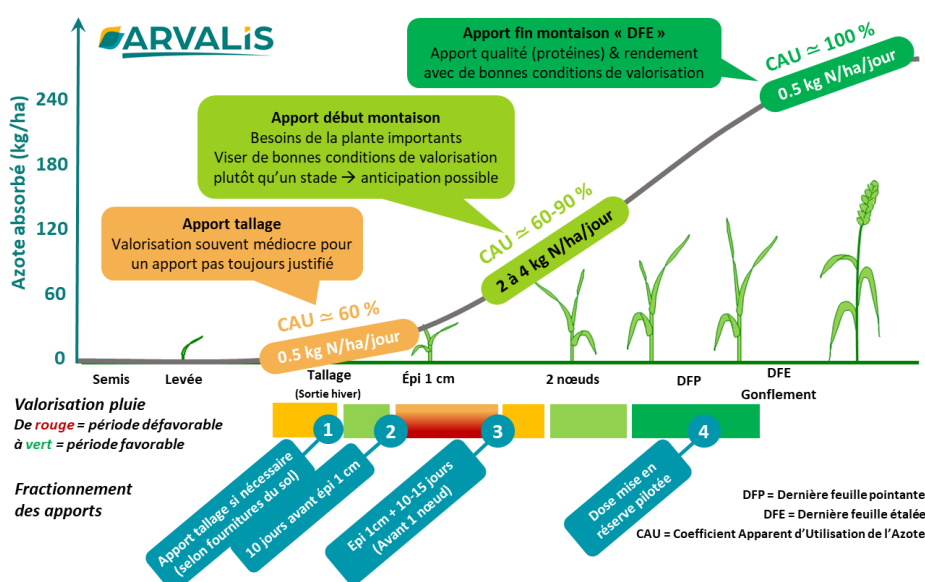 ARVALIS
Azote absorbé (kg/ha)
240
180
120
60
0
Apport fin montaison « DFE »
Apport qualité (protéines) & rendement
avec de bonnes conditions de valorisation
CAU ≃ 100 %
0.5 kg N/ha/jour
Apport début montaison
Besoins de la plante importants
Viser de bonnes conditions de valorisation
plutôt qu'un stade → anticipation possible
CAU ≃ 60-90 %
2 à 4 kg N/ha/jour
Apport tallage
Valorisation souvent médiocre pour
un apport pas toujours justifié
CAU ≃ 60 %
0.5 kg N/ha/jour
Semis
Levée
Tallage
(Sortie hiver)
Épi 1 cm
2 nœuds
DFP
DFE
Gonflement
Valorisation pluie
De rouge = période défavorable
à vert = période favorable
1
2
3
4
Fractionnement
des apports
Apport tallage si nécessaire
(selon fournitures du sol)
10 jours avant épi 1 cm
Epi 1cm + 10-15 jours
(Avant 1 nœud)
Dose mise en
réserve pilotée
DFP = Dernière feuille pointante
DFE = Dernière feuille étalée
CAU = Coefficient Apparent d'Utilisation de l'Azote